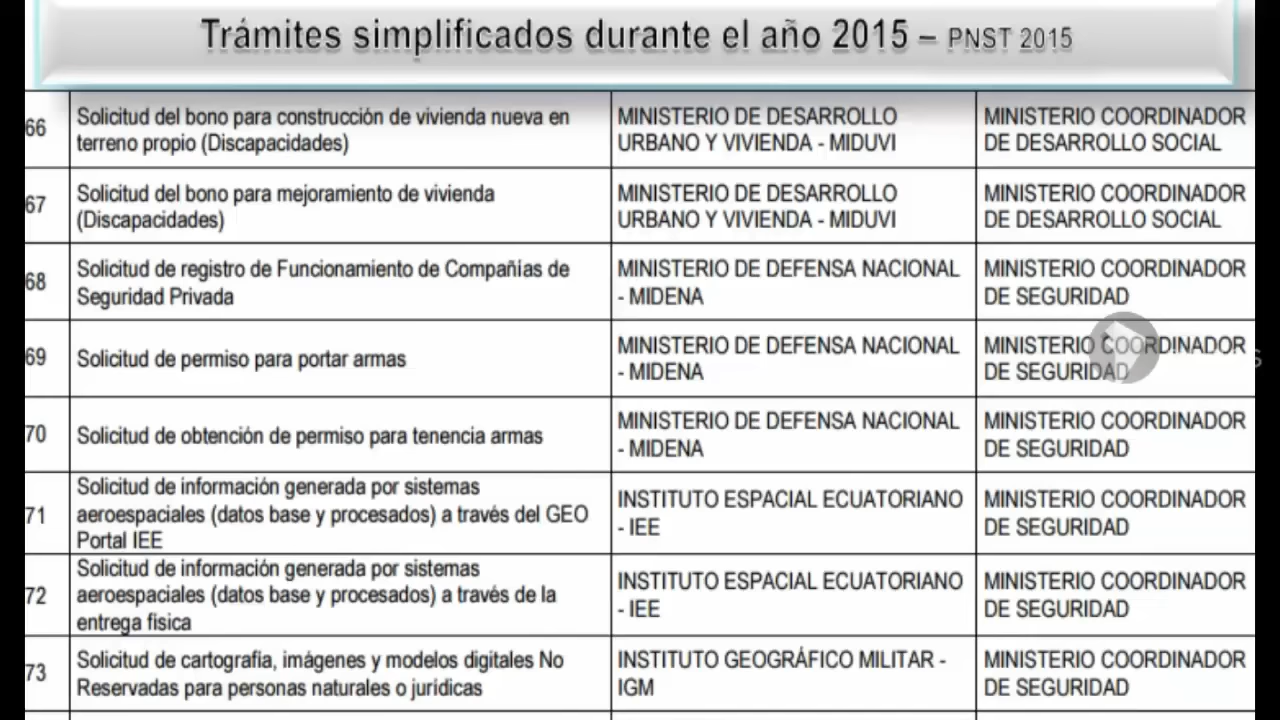 Trámites simplificados durante el año 2015 – PNST 2015
66
Solicitud del bono para construcción de vivienda nueva en
terreno propio (Discapacidades)
MINISTERIO DE DESARROLLO
URBANO Y VIVIENDA - MIDUVI
MINISTERIO COORDINADOR
DE DESARROLLO SOCIAL
67
Solicitud del bono para mejoramiento de vivienda
(Discapacidades)
MINISTERIO DE DESARROLLO
URBANO Y VIVIENDA - MIDUVI
MINISTERIO COORDINADOR
DE DESARROLLO SOCIAL
68
Solicitud de registro de Funcionamiento de Compañías de
Seguridad Privada
MINISTERIO DE DEFENSA NACIONAL
- MIDENA
MINISTERIO COORDINADOR
DE SEGURIDAD
69
Solicitud de permiso para portar armas
MINISTERIO DE DEFENSA NACIONAL
- MIDENA
MINISTERIO COORDINADOR
DE SEGURIDAD
70
Solicitud de obtención de permiso para tenencia armas
MINISTERIO DE DEFENSA NACIONAL
- MIDENA
MINISTERIO COORDINADOR
DE SEGURIDAD
71
Solicitud de información generada por sistemas
aeroespaciales (datos base y procesados) a través del GEO
Portal IEE
INSTITUTO ESPACIAL ECUATORIANO
- IEE
MINISTERIO COORDINADOR
DE SEGURIDAD
72
Solicitud de información generada por sistemas
aeroespaciales (datos base y procesados) a través de la
entrega física
INSTITUTO ESPACIAL ECUATORIANO
- IEE
MINISTERIO COORDINADOR
DE SEGURIDAD
73
Solicitud de cartografía, imágenes y modelos digitales No
Reservadas para personas naturales o jurídicas
INSTITUTO GEOGRÁFICO MILITAR -
IGM
MINISTERIO COORDINADOR
DE SEGURIDAD